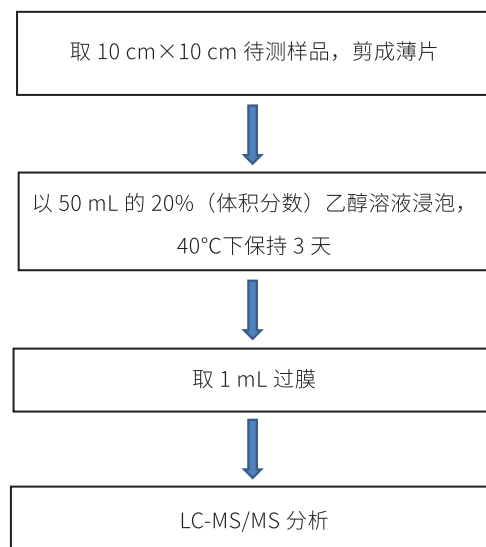 取 10 cm×10 cm 待测样品，剪成薄片
以 50 mL 的 20%（体积分数）乙醇溶液浸泡，
40℃下保持 3 天
取 1 mL 过膜
LC-MS/MS 分析